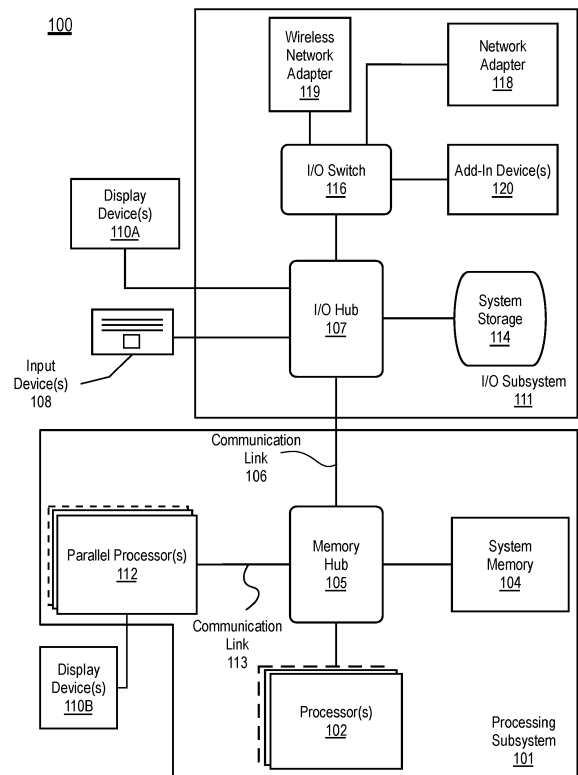 100
Wireless
Network
Adapter
119
Network
Adapter
118
I/O Switch
116
Add-In Device(s)
120
Display
Device(s)
110A
I/O Hub
107
System
Storage
114
Input
Device(s)
108
I/O Subsystem
111
Communication
Link
106
Parallel Processor(s)
112
Memory
Hub
105
System
Memory
104
Communication
Link
113
Display
Device(s)
110B
Processor(s)
102
Processing
Subsystem
101